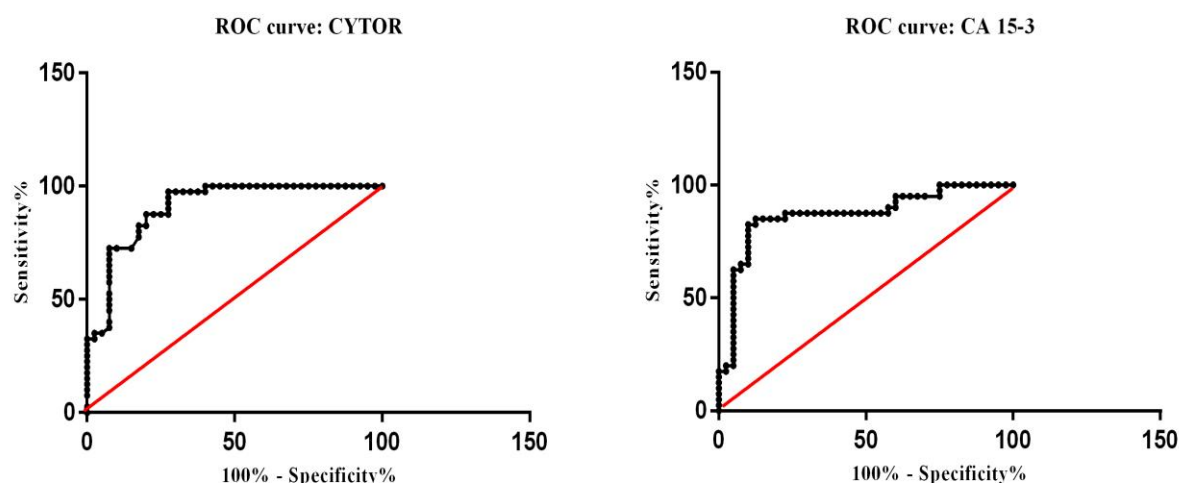 ROC curve: CYTOR
150
100
50
0
Sensitivity%
0 50 100 150
100% - Specificity%
ROC curve: CA 15-3
150
100
50
0
Sensitivity%
0 50 100 150
100% - Specificity%